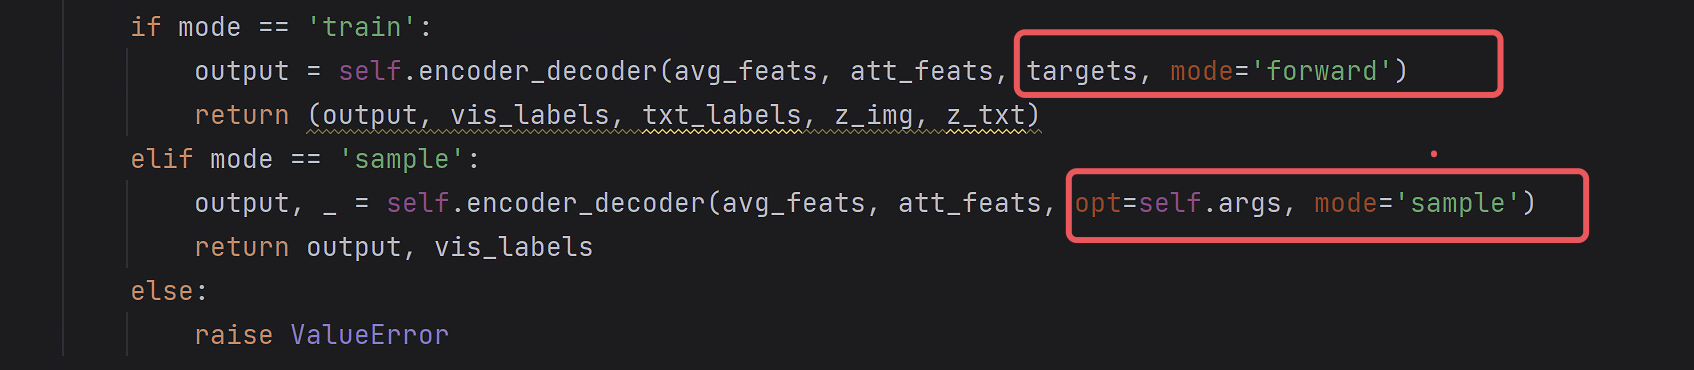 if mode == 'train':
output = self.encoder_decoder(avg_feats, att_feats, targets, mode='forward')
return (output, vis_labels, txt_labels, z_img, z_txt)
elif mode == 'sample':
output, _ = self.encoder_decoder(avg_feats, att_feats, opt=self.args, mode='sample')
return output, vis_labels
else:
raise ValueError